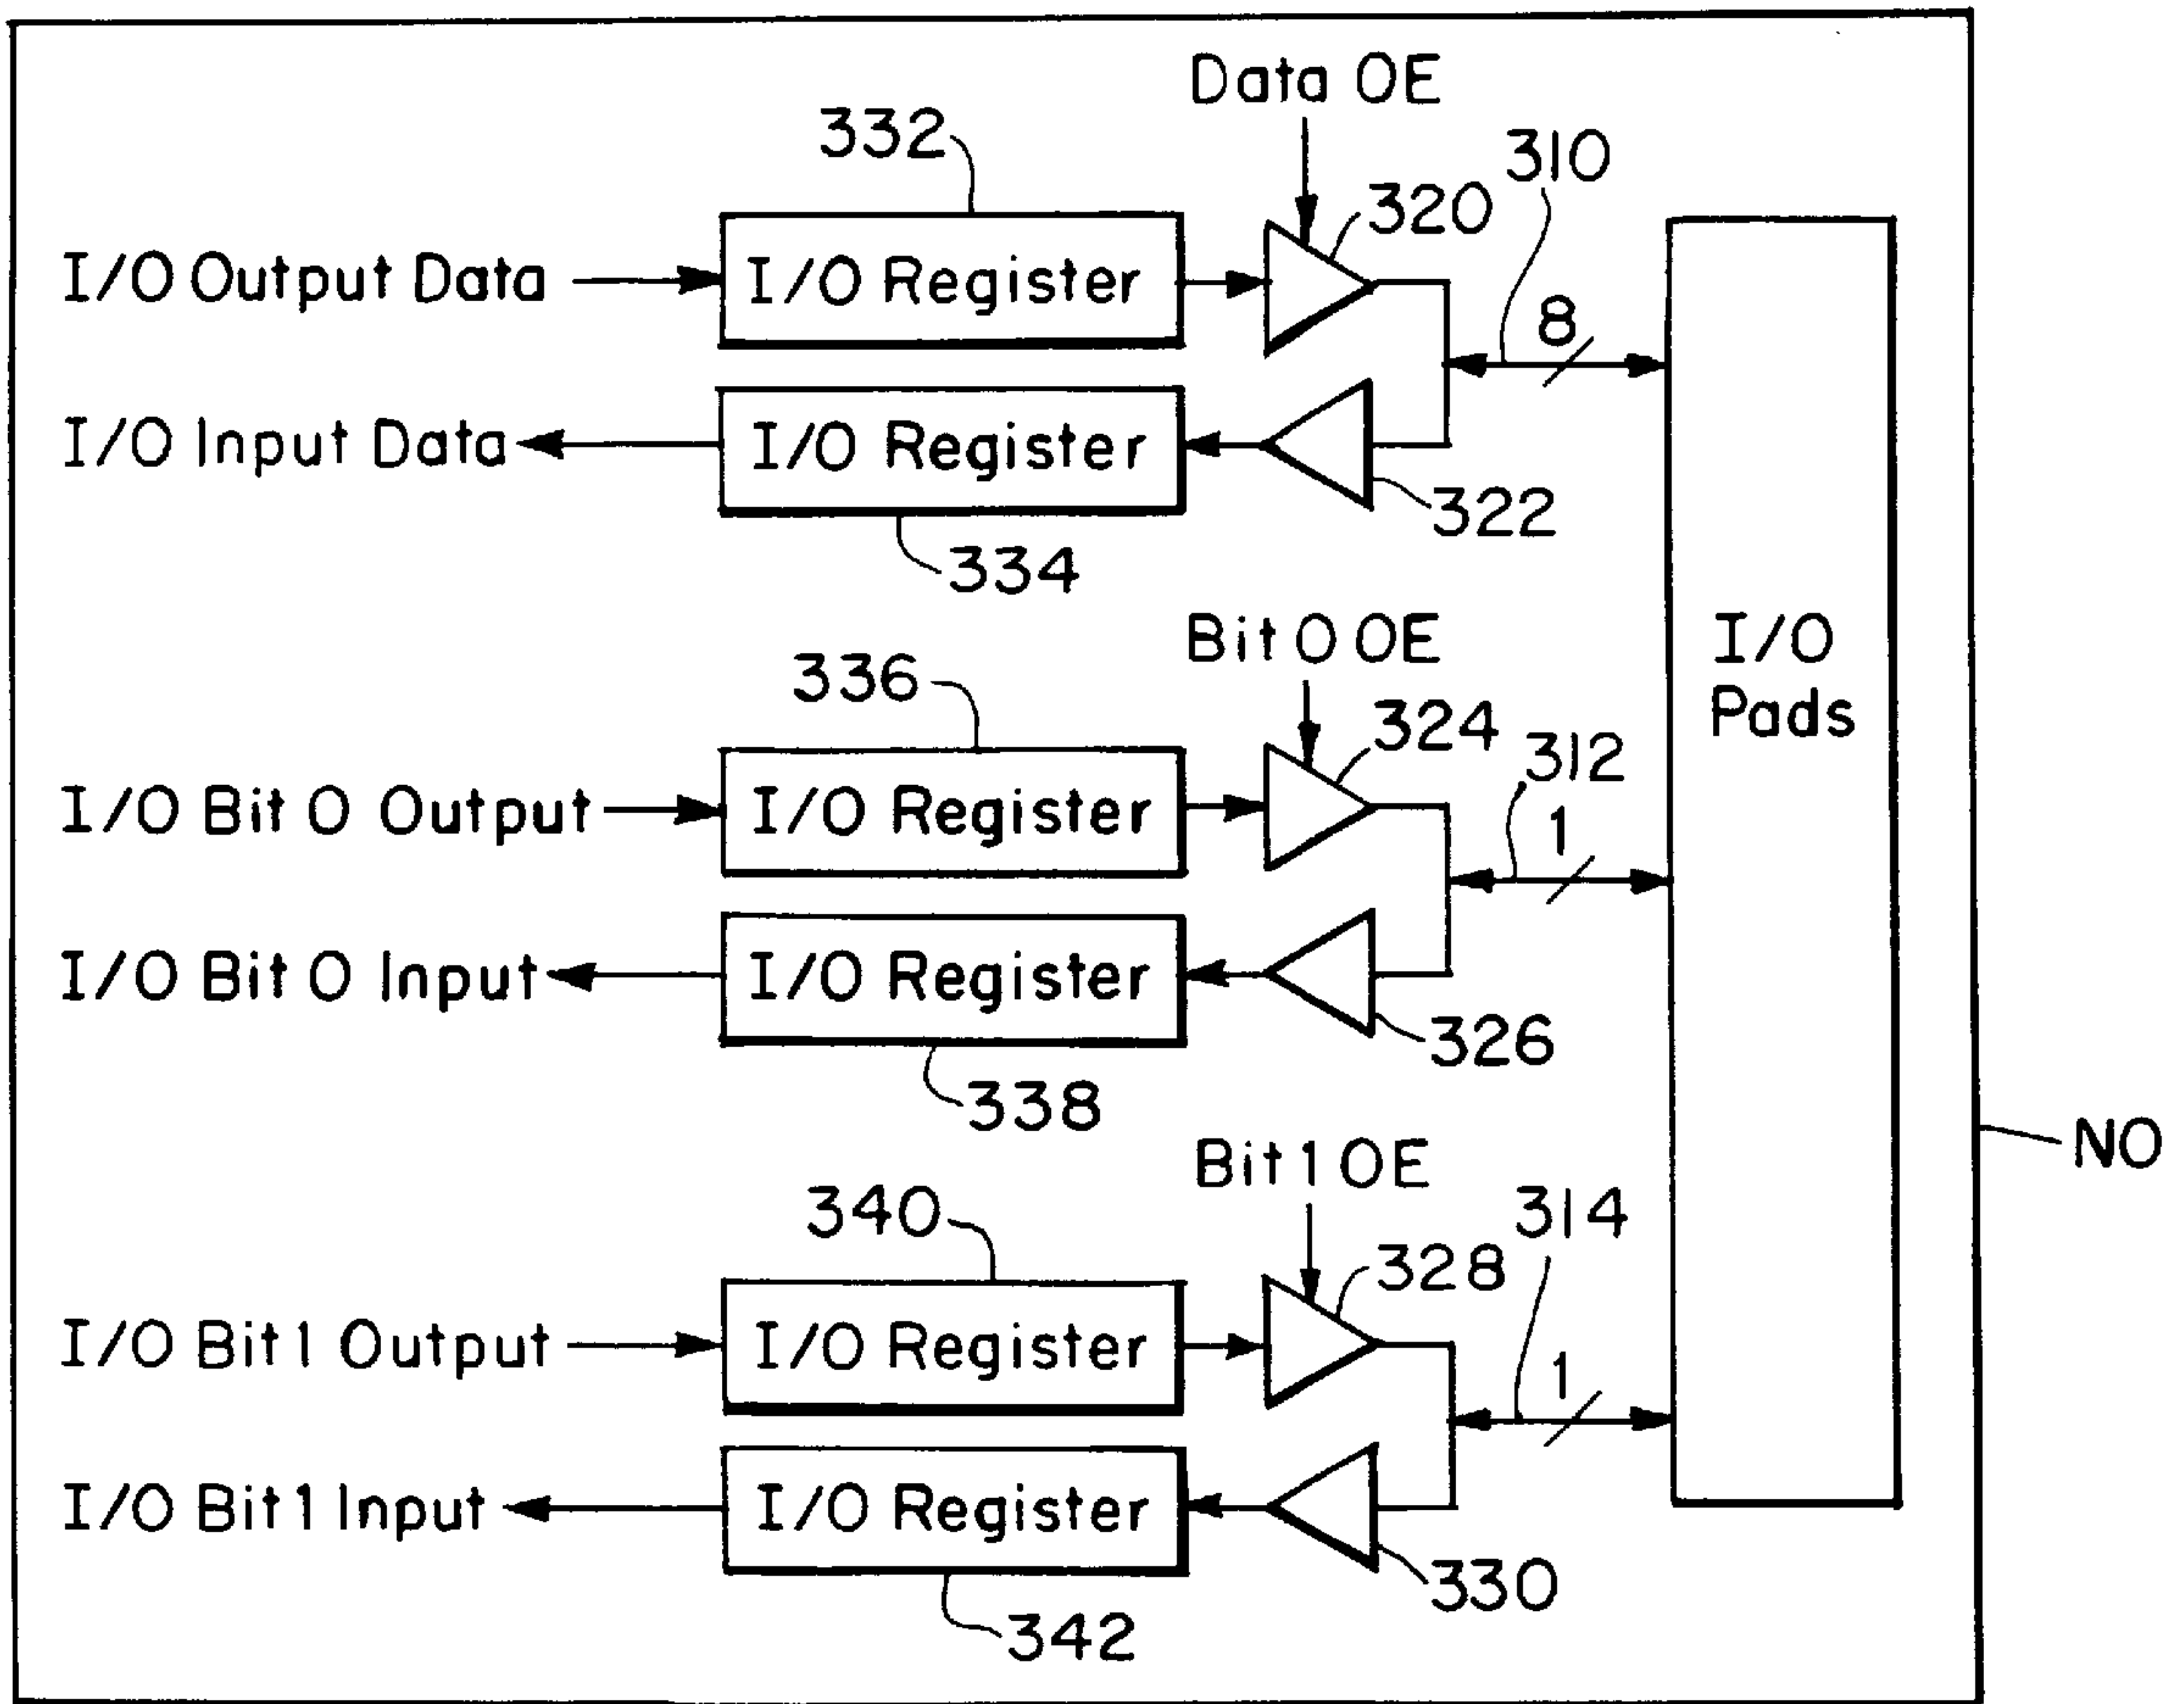 Data OE
332
310
320
I/O Output Data
I/O Register
8
I/O Input Data
I/O Register
322
334
Bit 0 OE
I/O
Pads
336
324
312
I/O Bit 0 Output
I/O Register
1
I/O Bit 0 Input
I/O Register
326
338
NO
Bit 1 OE
340
314
328
I/O Bit 1 Output
I/O Register
1
I/O Bit 1 Input
I/O Register
330
342